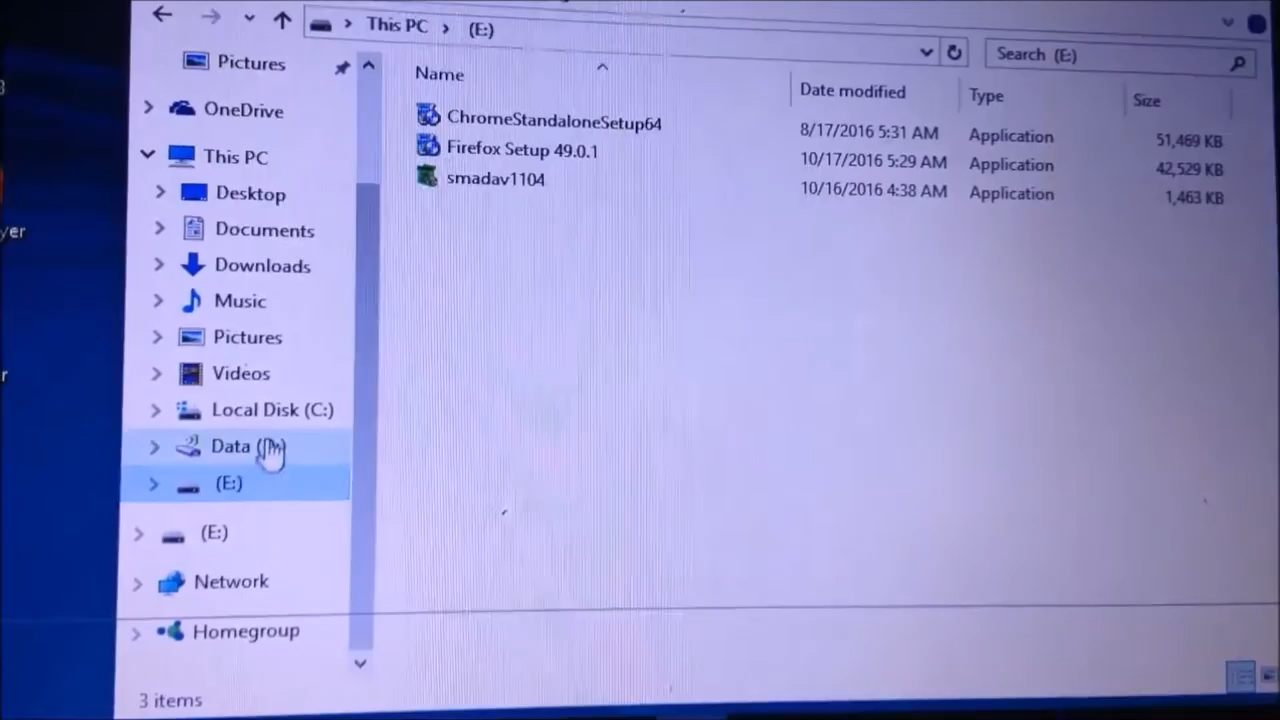 This PC
(E:)
Search (E:)
Pictures
OneDrive
This PC
Desktop
Documents
Downloads
Music
Pictures
Videos
Local Disk (C:)
Data (
(E:)
(E:)
Network
Homegroup
Name Date modified Type Size
ChromeStandaloneSetup64 8/17/2016 5:31 AM Application 51,469 KB
Firefox Setup 49.0.1 10/17/2016 5:29 AM Application 42,529 KB
smadav1104 10/16/2016 4:38 AM Application 1,463 KB
3 items
yer
r